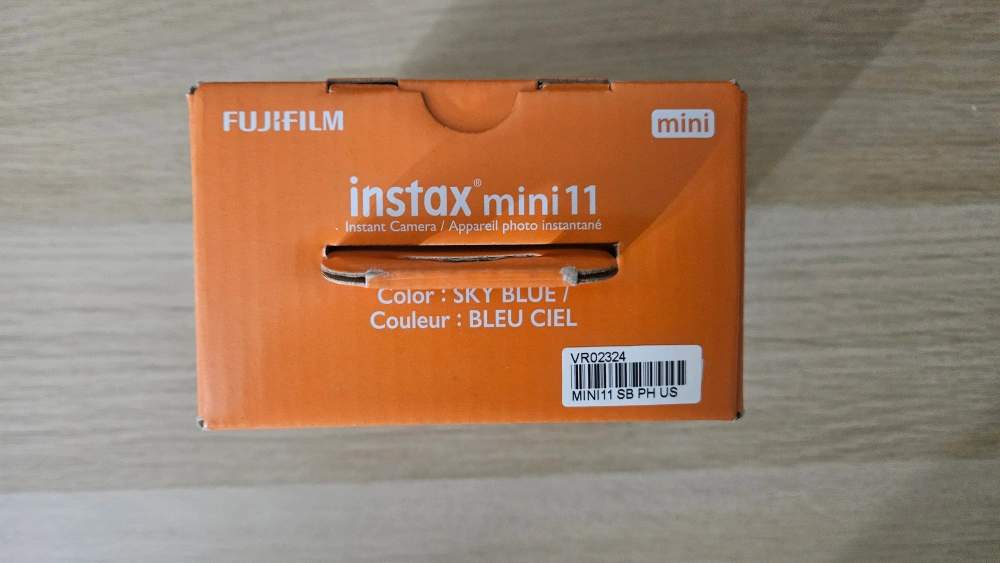 FUJIFILM
mini
instax® mini 11
Instant Camera / Appareil photo instantané
Color : SKY BLUE /
Couleur : BLEU CIEL
VR02324
MINI11 SB PH US